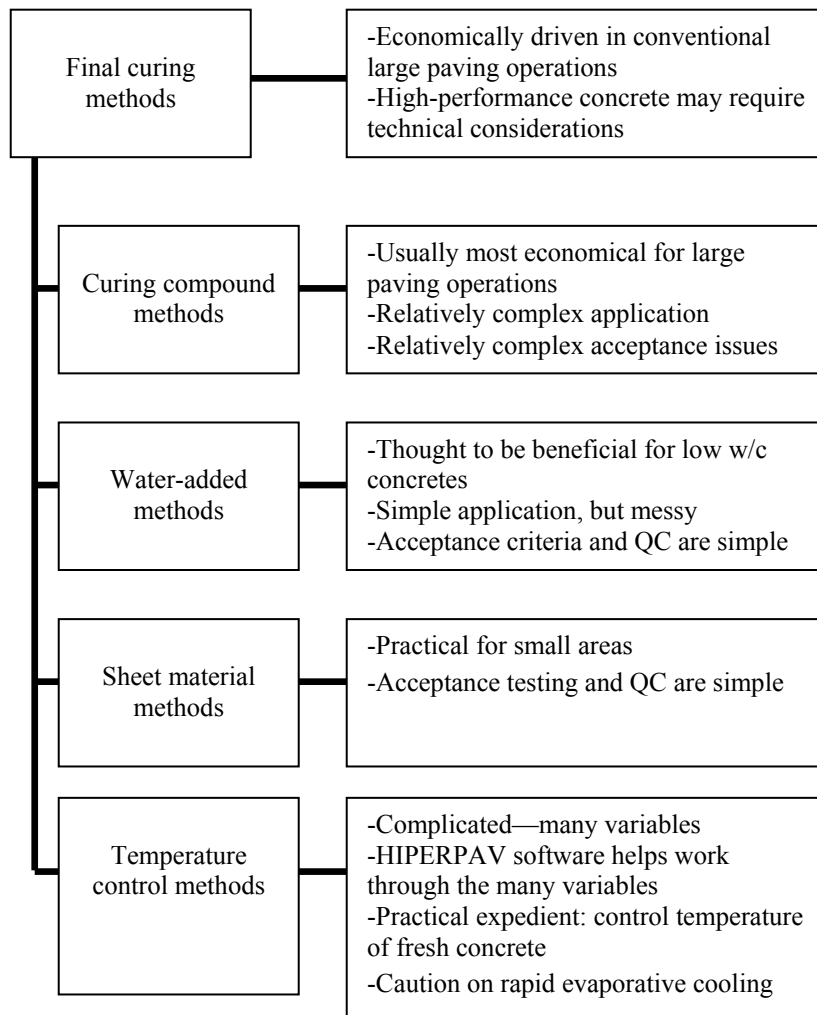 Final curing
methods
-Economically driven in conventional
large paving operations
-High-performance concrete may require
technical considerations
Curing compound
methods
-Usually most economical for large
paving operations
-Relatively complex application
-Relatively complex acceptance issues
Water-added
methods
-Thought to be beneficial for low w/c
concretes
-Simple application, but messy
-Acceptance criteria and QC are simple
Sheet material
methods
-Practical for small areas
-Acceptance testing and QC are simple
Temperature
control methods
-Complicated—many variables
-HIPERPAV software helps work
through the many variables
-Practical expedient: control temperature
of fresh concrete
-Caution on rapid evaporative cooling